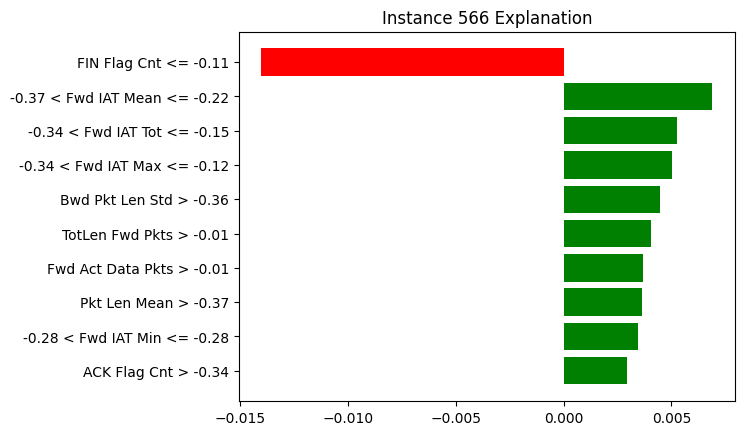 Instance 566 Explanation
FIN Flag Cnt <= -0.11
-0.37 < Fwd IAT Mean <= -0.22
-0.34 < Fwd IAT Tot <= -0.15
-0.34 < Fwd IAT Max <= -0.12
Bwd Pkt Len Std > -0.36
TotLen Fwd Pkts > -0.01
Fwd Act Data Pkts > -0.01
Pkt Len Mean > -0.37
-0.28 < Fwd IAT Min <= -0.28
ACK Flag Cnt > -0.34
−0.015 −0.010 −0.005 0.000 0.005